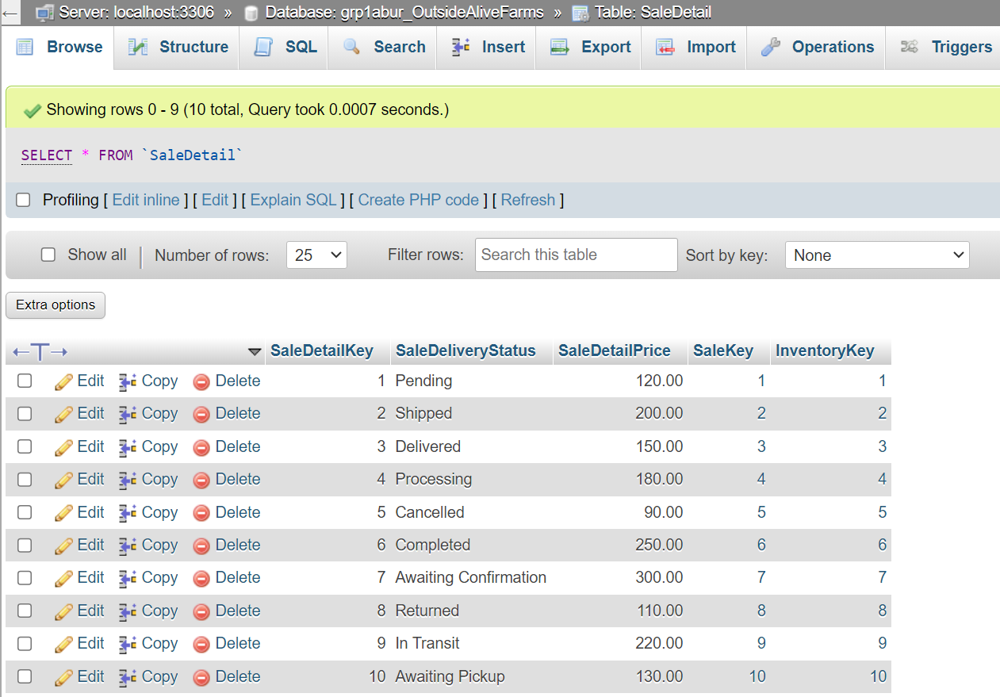 ← Server: localhost:3306 » Database: grp1abur_OutsideAliveFarms » Table: SaleDetail
Browse Structure SQL Search Insert Export Import Operations Triggers
Showing rows 0 - 9 (10 total, Query took 0.0007 seconds.)
SELECT * FROM `SaleDetail`
Profiling [ Edit inline ] [ Edit ] [ Explain SQL ] [ Create PHP code ] [ Refresh ]
Show all | Number of rows: 25 Filter rows: Search this table Sort by key: None
Extra options
←T→ SaleDetailKey SaleDeliveryStatus SaleDetailPrice SaleKey InventoryKey
Edit Copy Delete 1 Pending 120.00 1 1
Edit Copy Delete 2 Shipped 200.00 2 2
Edit Copy Delete 3 Delivered 150.00 3 3
Edit Copy Delete 4 Processing 180.00 4 4
Edit Copy Delete 5 Cancelled 90.00 5 5
Edit Copy Delete 6 Completed 250.00 6 6
Edit Copy Delete 7 Awaiting Confirmation 300.00 7 7
Edit Copy Delete 8 Returned 110.00 8 8
Edit Copy Delete 9 In Transit 220.00 9 9
Edit Copy Delete 10 Awaiting Pickup 130.00 10 10